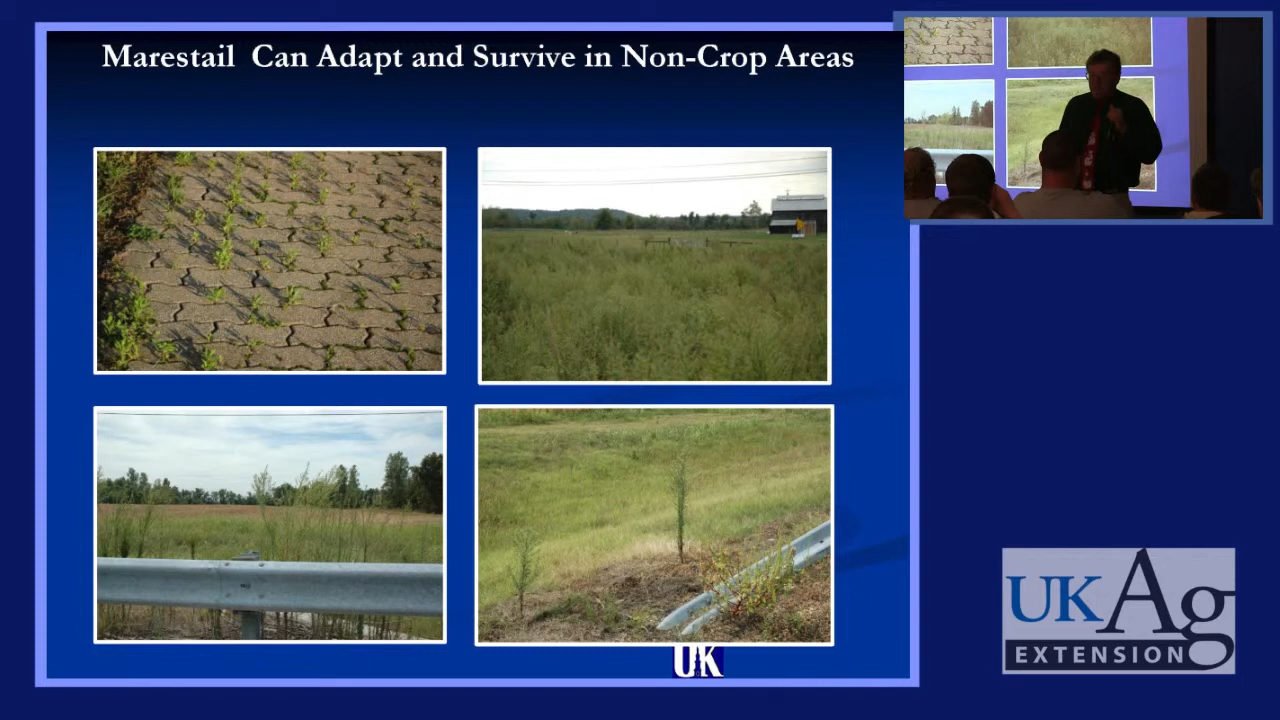 Marestail Can Adapt and Survive in Non-Crop Areas
UK
UKAg
EXTENSION